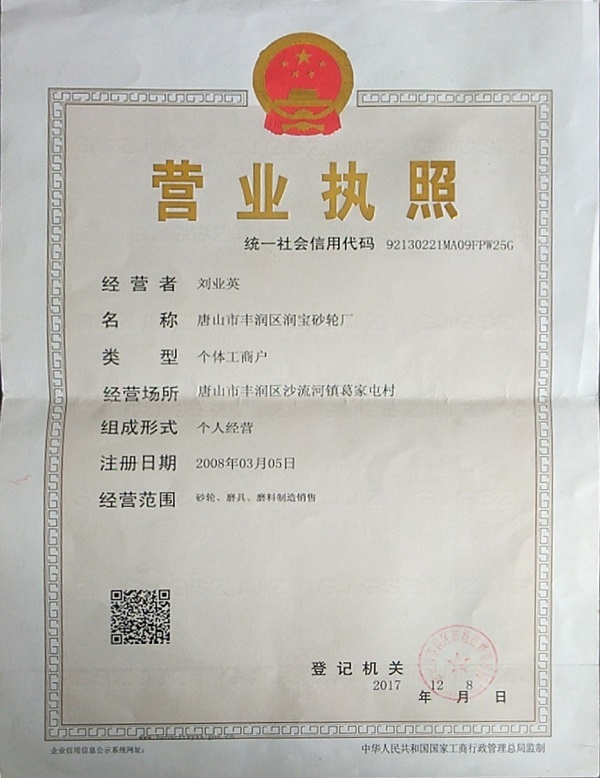 营业执照
统一社会信用代码 92130221MA09FPW25G
经营者 刘业英
名称 唐山市丰润区润宝砂轮厂
类型 个体工商户
经营场所 唐山市丰润区沙流河镇葛家屯村
组成形式 个人经营
注册日期 2008年03月05日
经营范围 砂轮、磨具、磨料制造销售
登记机关
2017 12 8
年 月 日
企业信用信息公示系统网址:
中华人民共和国国家工商行政管理总局监制